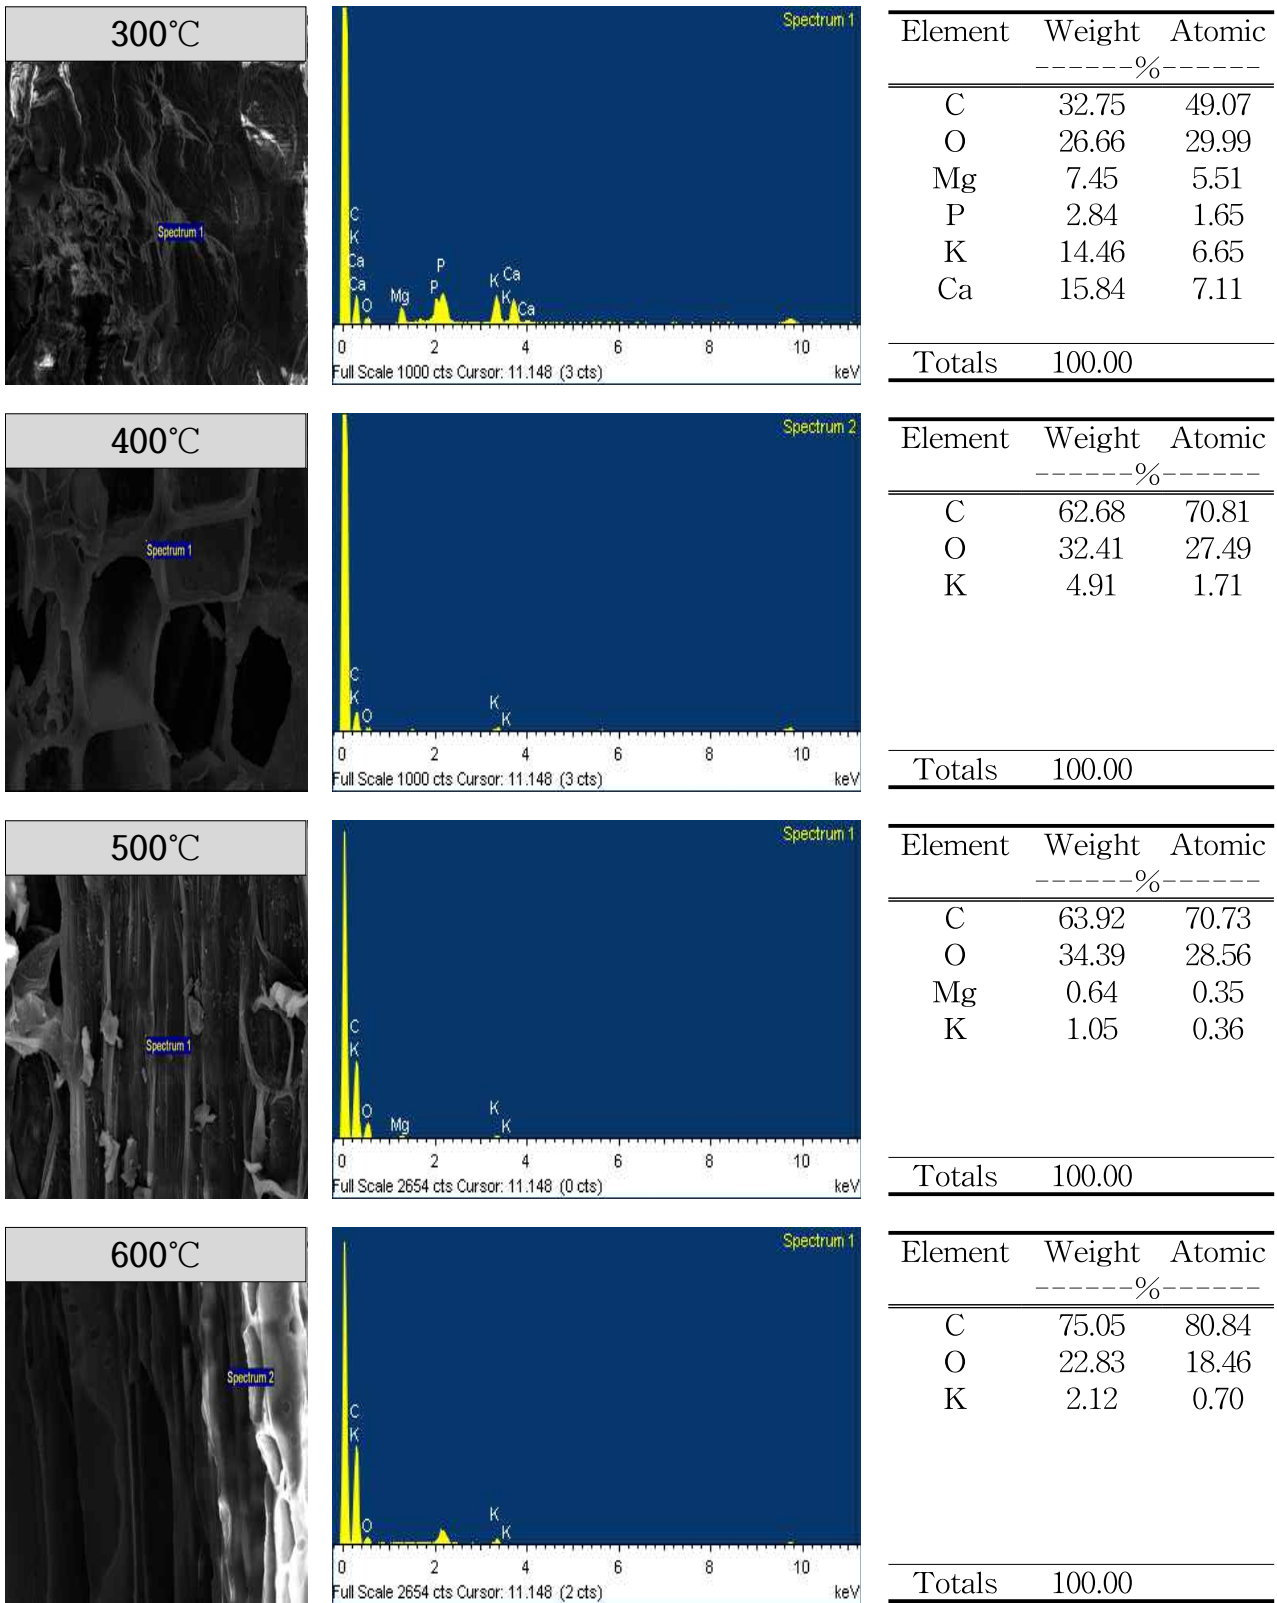 300℃
Spectrum 1
Spectrum 1
C
K
Ca
Ca
O
Mg
P
P
K
K
Ca
Ca
0 2 4 6 8 10
Full Scale 1000 cts Cursor: 11.148 (3 cts) keV
Element Weight Atomic
------%------
C 32.75 49.07
O 26.66 29.99
Mg 7.45 5.51
P 2.84 1.65
K 14.46 6.65
Ca 15.84 7.11
Totals 100.00
400℃
Spectrum 1
Spectrum 2
C
K
O
K
K
0 2 4 6 8 10
Full Scale 1000 cts Cursor: 11.148 (3 cts) keV
Element Weight Atomic
------%------
C 62.68 70.81
O 32.41 27.49
K 4.91 1.71
Totals 100.00
500℃
Spectrum 1
Spectrum 1
C
K
O
Mg
K
K
0 2 4 6 8 10
Full Scale 2654 cts Cursor: 11.148 (0 cts) keV
Element Weight Atomic
------%------
C 63.92 70.73
O 34.39 28.56
Mg 0.64 0.35
K 1.05 0.36
Totals 100.00
600℃
Spectrum 2
Spectrum 1
C
K
O
K
K
0 2 4 6 8 10
Full Scale 2654 cts Cursor: 11.148 (2 cts) keV
Element Weight Atomic
------%------
C 75.05 80.84
O 22.83 18.46
K 2.12 0.70
Totals 100.00